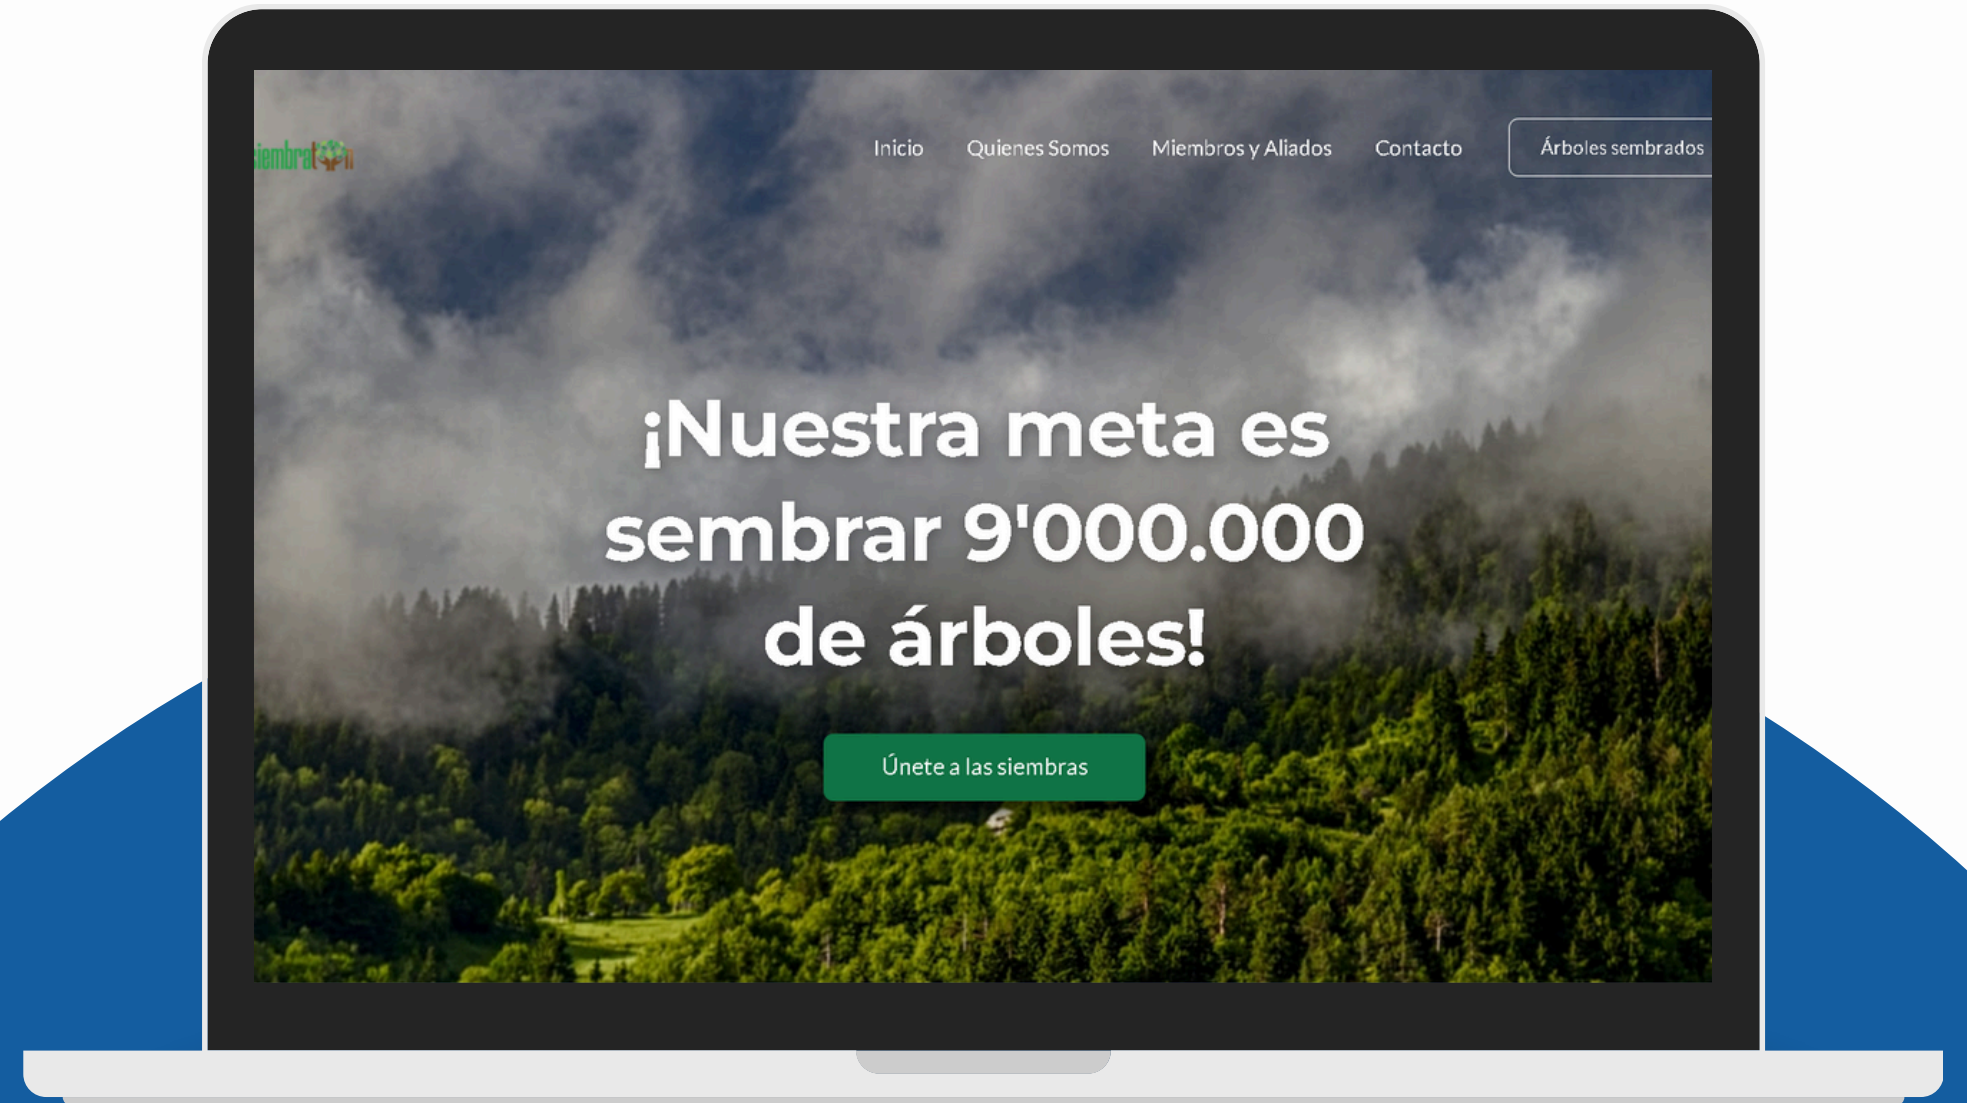 siembratón
Inicio
Quienes Somos
Miembros y Aliados
Contacto
Árboles sembrados
¡Nuestra meta es
sembrar 9'000.000
de árboles!
Únete a las siembras